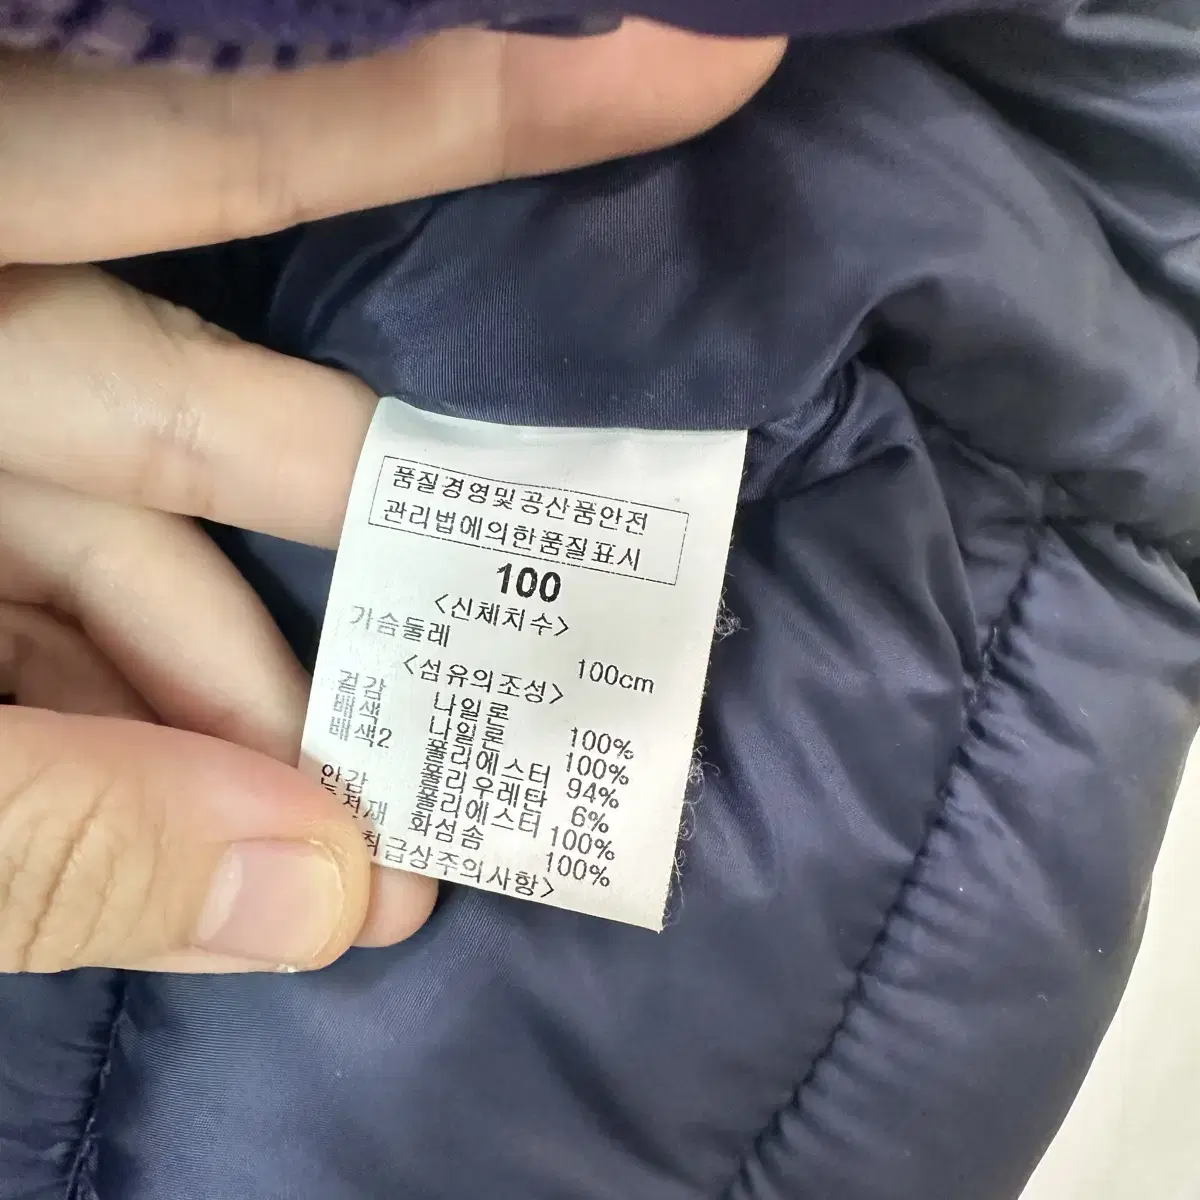 품질경영및공산품안전
관리법에의한품질표시
100
<신체치수>
가슴둘레 100cm
<섬유의조성>
겉감 나일론 100%
배색 나일론 100%
배색2 폴리에스터 94%
폴리우레탄 6%
안감 폴리에스터 100%
충전재 화섬솜 100%
취급상주의사항>